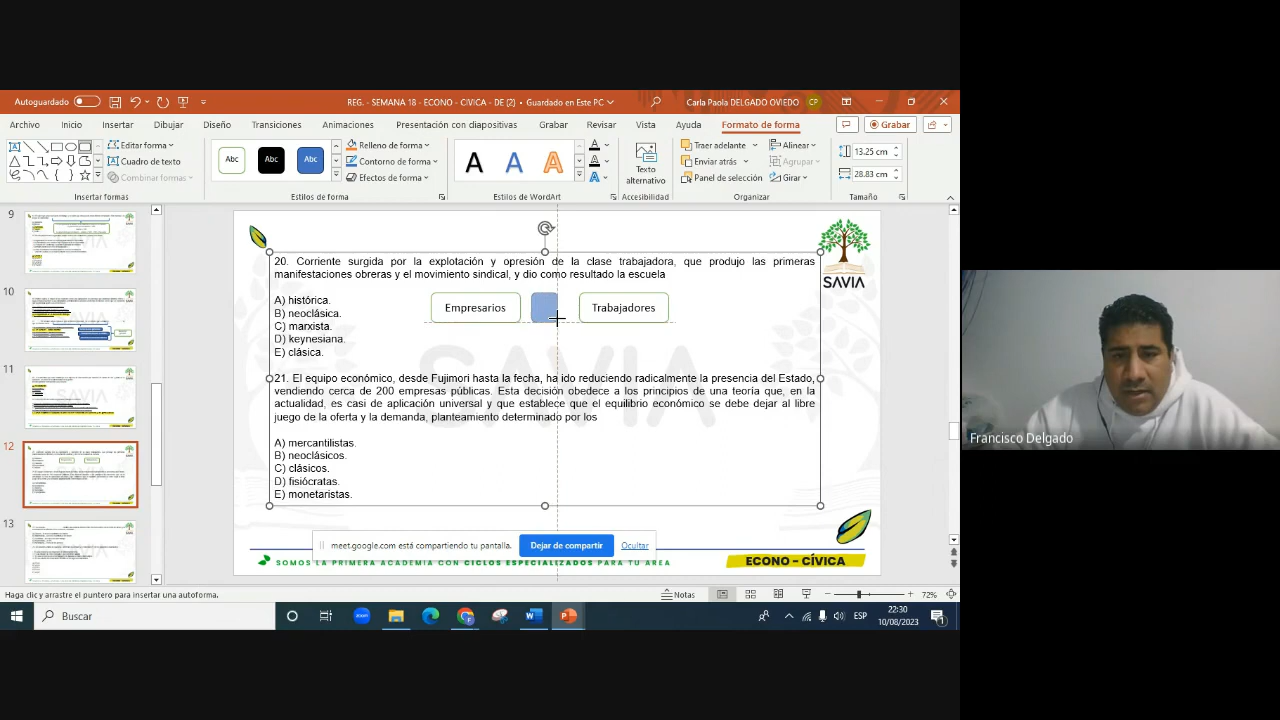 Autoguardado
REG. - SEMANA 18 - ECONO - CIVICA - DE (2) • Guardado en Este PC
Carla Paola DELGADO OVIEDO
CP
Archivo Inicio Insertar Dibujar Diseño Transiciones Animaciones Presentación con diapositivas Grabar Revisar Vista Ayuda Formato de forma
Grabar
Editar forma
Cuadro de texto
Combinar formas
Insertar formas
Abc Abc Abc
Relleno de forma
Contorno de forma
Efectos de forma
Estilos de forma
A A A
Estilos de WordArt
Texto
alternativo
Accesibilidad
Traer adelante
Enviar atrás
Panel de selección
Alinear
Agrupar
Girar
Organizar
13.25 cm
28.83 cm
Tamaño
9
10
11
12
13
20. Corriente surgida por la explotación y opresión de la clase trabajadora, que produjo las primeras
manifestaciones obreras y el movimiento sindical, y dio como resultado la escuela
A) histórica.
B) neoclásica.
C) marxista.
D) keynesiana.
E) clásica.
Empresarios
Trabajadores
21. El equipo económico, desde Fujimori hasta la fecha, ha ido reduciendo radicalmente la presencia del Estado,
vendiendo cerca de 200 empresas públicas. Esta decisión obedece a los principios de una teoría que, en la
actualidad, es casi de aplicación universal y que establece que el equilibrio económico se debe dejar al libre
juego de la oferta y la demanda, planteamiento determinado por los
A) mercantilistas.
B) neoclásicos.
C) clásicos.
D) fisiócratas.
E) monetaristas.
SAVIA
SAVIA
Dejar de compartir
Ocultar
SOMOS LA PRIMERA ACADEMIA CON CICLOS ESPECIALIZADOS PARA TU AREA
ECONO - CÍVICA
Francisco Delgado
Haga clic y arrastre el puntero para insertar una autoforma.
Notas
72%
Buscar
ESP
22:30
10/08/2023